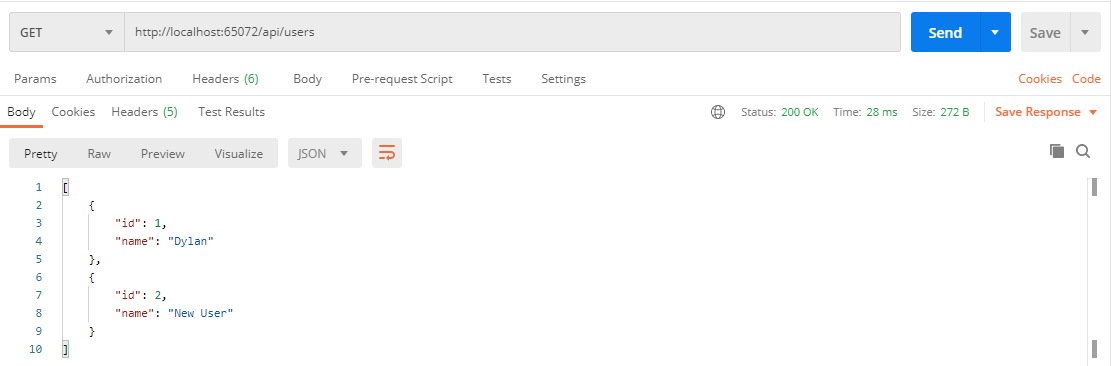 GET http://localhost:65072/api/users Send Save
Params Authorization Headers (6) Body Pre-request Script Tests Settings Cookies Code
Body Cookies Headers (5) Test Results Status: 200 OK Time: 28 ms Size: 272 B Save Response
Pretty Raw Preview Visualize JSON
1 [
2 {
3 "id": 1,
4 "name": "Dylan"
5 },
6 {
7 "id": 2,
8 "name": "New User"
9 }
10 ]